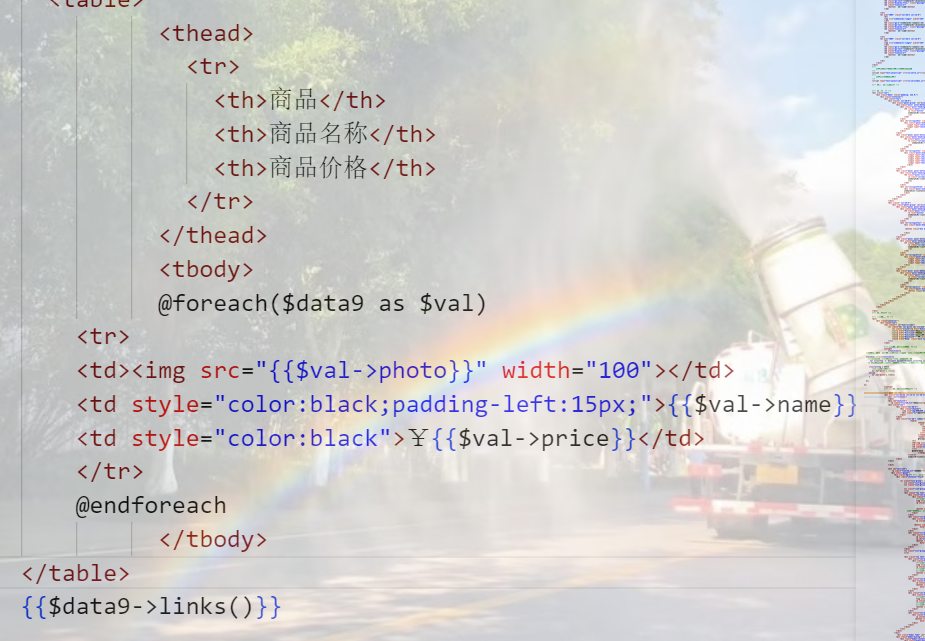 <table>
<thead>
<tr>
<th>商品</th>
<th>商品名称</th>
<th>商品价格</th>
</tr>
</thead>
<tbody>
@foreach($data9 as $val)
<tr>
<td><img src="{{$val->photo}}" width="100"></td>
<td style="color:black;padding-left:15px;">{{$val->name}}
<td style="color:black">¥{{$val->price}}</td>
</tr>
@endforeach
</tbody>
</table>
{{$data9->links()}}